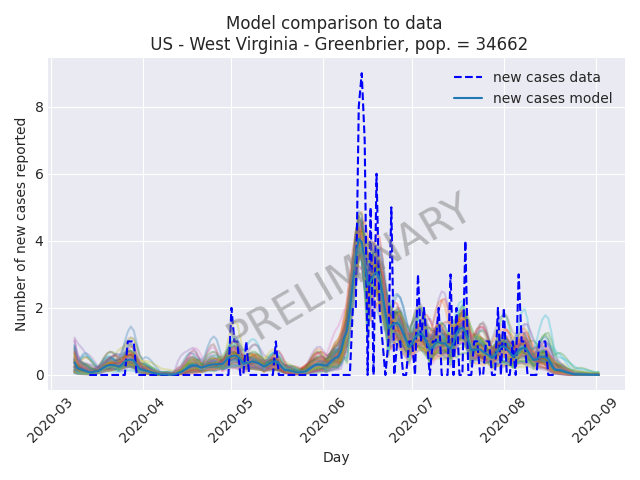 Model comparison to data
US - West Virginia - Greenbrier, pop. = 34662
new cases data
new cases model
Number of new cases reported
8
6
4
2
0
PRELIMINARY
2020-03
2020-04
2020-05
2020-06
2020-07
2020-08
2020-09
Day